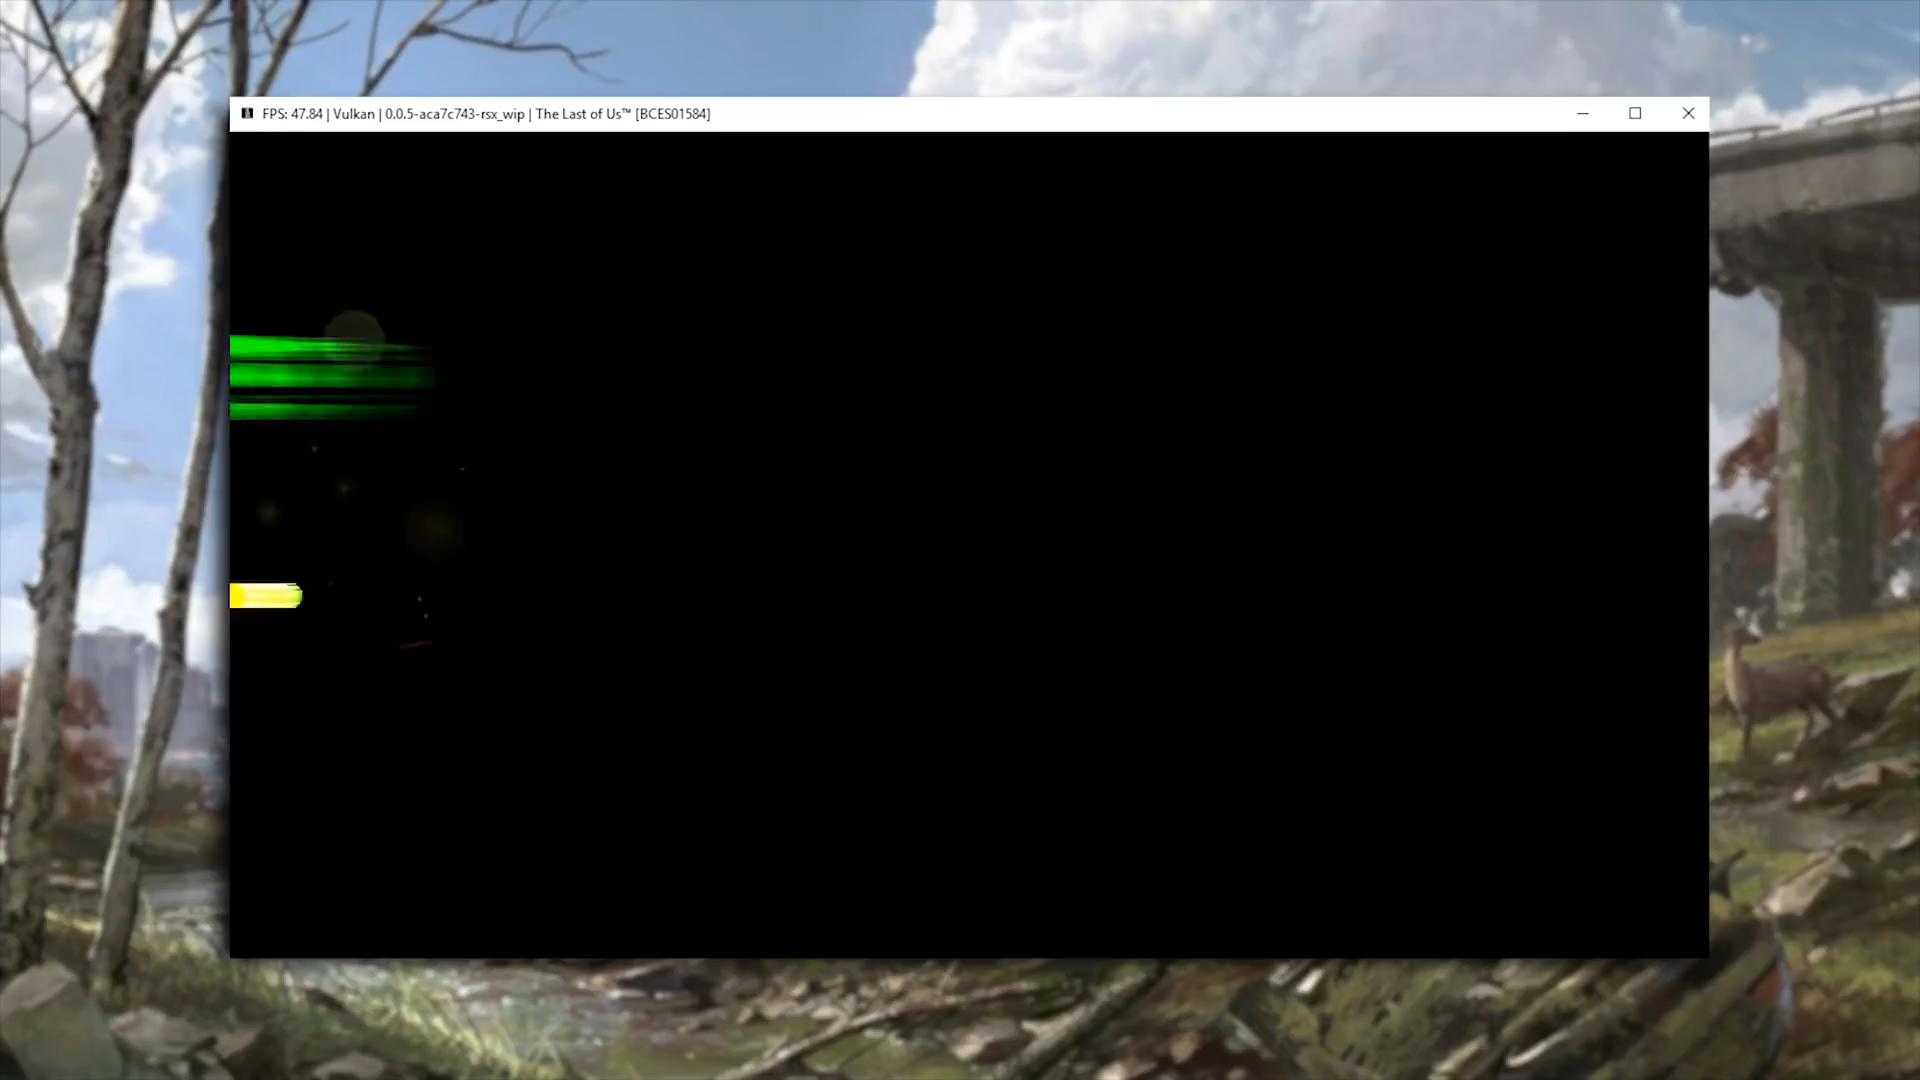 FPS: 47.84 | Vulkan | 0.0.5-aca7c743-rsx_wip | The Last of Us™ [BCES01584]